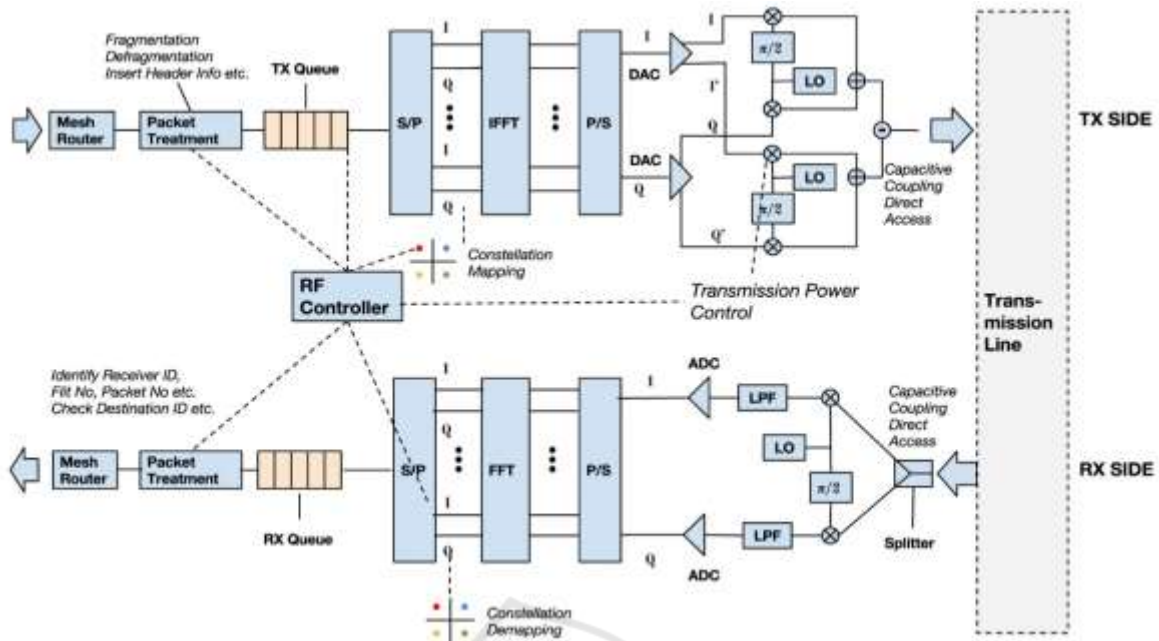 Fragmentation
Defragmentation
Insert Header Info etc.
TX Queue
Mesh
Router
Packet
Treatment
S/P
I
Q
I
Q
IFFT
P/S
I
DAC
DAC
Q
I
I'
Q
Q'
π/2
LO
LO
π/2
Capacitive
Coupling
Direct
Access
TX SIDE
Constellation
Mapping
RF
Controller
Transmission Power
Control
Trans-
mission
Line
Identify Receiver ID,
Flit No, Packet No etc.
Check Destination ID etc.
Mesh
Router
Packet
Treatment
RX Queue
S/P
I
Q
I
Q
FFT
P/S
I
Q
ADC
ADC
LPF
LO
π/2
LPF
Capacitive
Coupling
Direct
Access
Splitter
RX SIDE
Constellation
Demapping